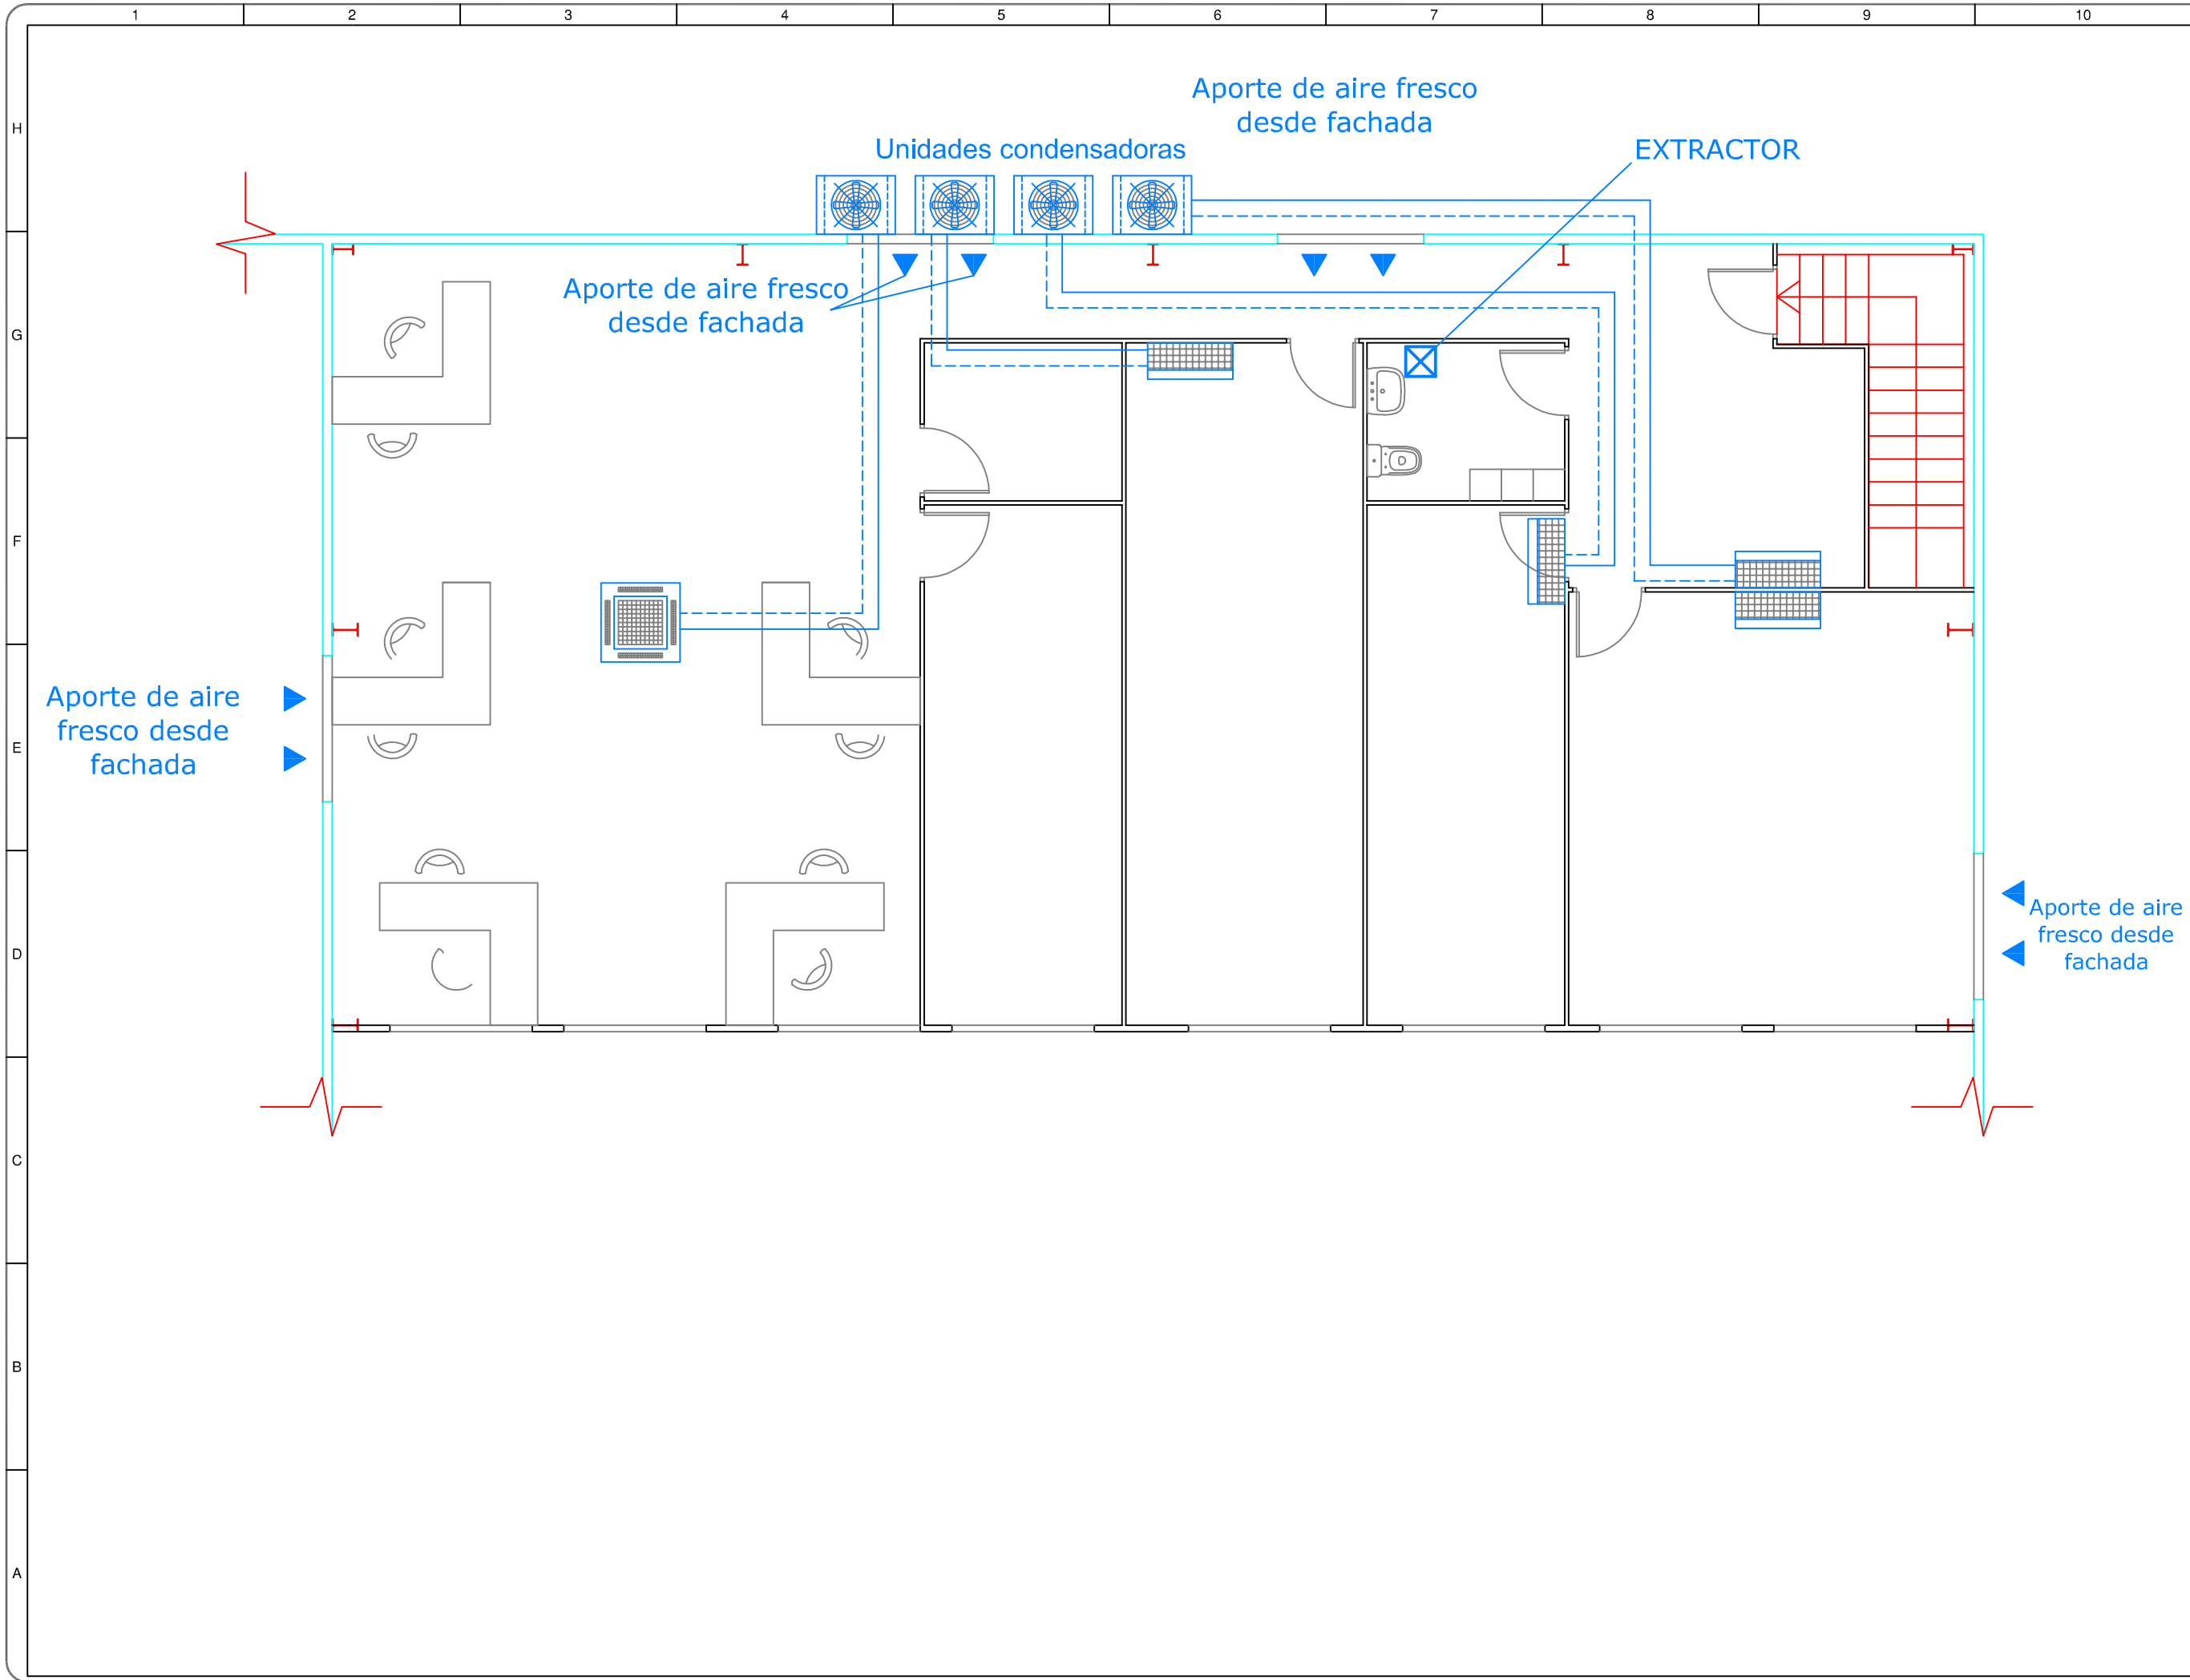 1 2 3 4 5 6 7 8 9 10
H
Aporte de aire fresco
desde fachada
Unidades condensadoras
EXTRACTOR
Aporte de aire fresco
desde fachada
G
F
Aporte de aire
fresco desde
fachada
E
Aporte de aire
fresco desde
fachada
D
C
B
A